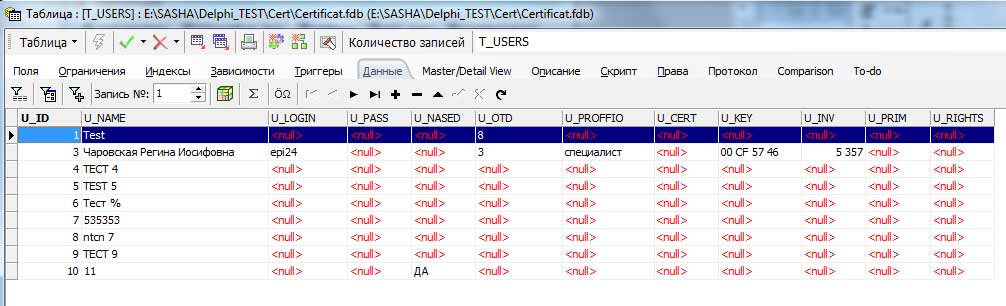 Таблица : [T_USERS] : E:\SASHA\Delphi_TEST\Cert\Certificat.fdb (E:\SASHA\Delphi_TEST\Cert\Certificat.fdb)
Таблица Количество записей T_USERS
Поля Ограничения Индексы Зависимости Триггеры Данные Master/Detail View Описание Скрипт Права Протокол Comparison To-do
Запись №: 1 Σ ÖΩ
U_ID U_NAME U_LOGIN U_PASS U_NASED U_OTD U_PROFFIO U_CERT U_KEY U_INV U_PRIM U_RIGHTS
1 Test <null> <null> <null> 8 <null> <null> <null> <null> <null> <null>
3 Чаровская Регина Иосифовна epi24 <null> <null> 3 специалист <null> 00 CF 57 46 5 357 <null> <null>
4 ТЕСТ 4 <null> <null> <null> <null> <null> <null> <null> <null> <null> <null>
5 TEST 5 <null> <null> <null> <null> <null> <null> <null> <null> <null> <null>
6 Тест % <null> <null> <null> <null> <null> <null> <null> <null> <null> <null>
7 535353 <null> <null> <null> <null> <null> <null> <null> <null> <null> <null>
8 ntcn 7 <null> <null> <null> <null> <null> <null> <null> <null> <null> <null>
9 ТЕСТ 9 <null> <null> <null> <null> <null> <null> <null> <null> <null> <null>
10 11 <null> <null> ДА <null> <null> <null> <null> <null> <null> <null>